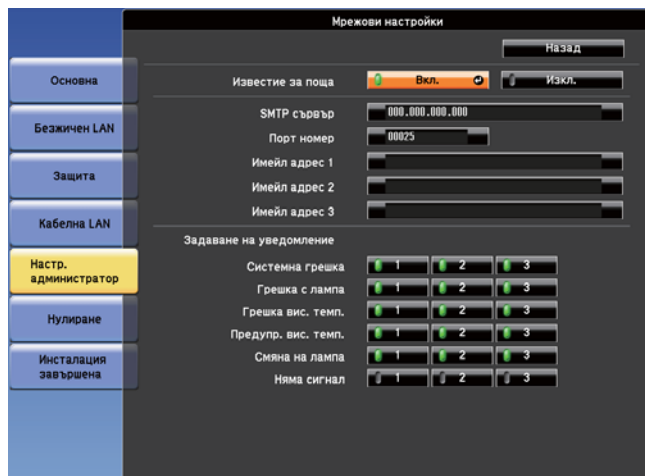 Мрежови настройки
Назад
Основна
Известие за поща Вкл. Изкл.
SMTP сървър 000.000.000.000
Безжичен LAN
Порт номер 00025
Имейл адрес 1
Защита
Имейл адрес 2
Имейл адрес 3
Кабелна LAN
Задаване на уведомление
Настр.
администратор
Системна грешка 1 2 3
Грешка с лампа 1 2 3
Грешка вис. темп. 1 2 3
Нулиране
Предупр. вис. темп. 1 2 3
Смяна на лампа 1 2 3
Инсталация
завършена
Няма сигнал 1 2 3